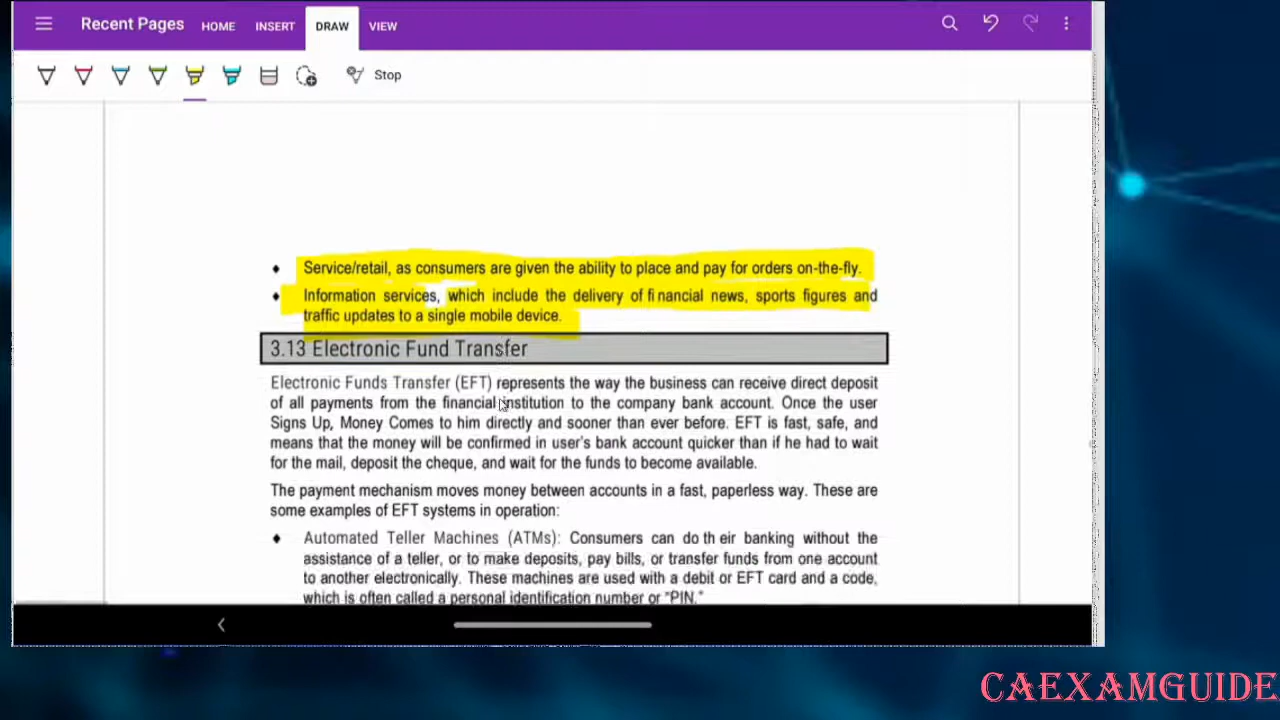 Recent Pages HOME INSERT DRAW VIEW
Stop
♦ Service/retail, as consumers are given the ability to place and pay for orders on-the-fly.
♦ Information services, which include the delivery of fi nancial news, sports figures and
traffic updates to a single mobile device.
3.13 Electronic Fund Transfer
Electronic Funds Transfer (EFT) represents the way the business can receive direct deposit
of all payments from the financial institution to the company bank account. Once the user
Signs Up, Money Comes to him directly and sooner than ever before. EFT is fast, safe, and
means that the money will be confirmed in user's bank account quicker than if he had to wait
for the mail, deposit the cheque, and wait for the funds to become available.
The payment mechanism moves money between accounts in a fast, paperless way. These are
some examples of EFT systems in operation:
♦ Automated Teller Machines (ATMs): Consumers can do th eir banking without the
assistance of a teller, or to make deposits, pay bills, or transfer funds from one account
to another electronically. These machines are used with a debit or EFT card and a code,
which is often called a personal identification number or "PIN."
CAEXAMGUIDE